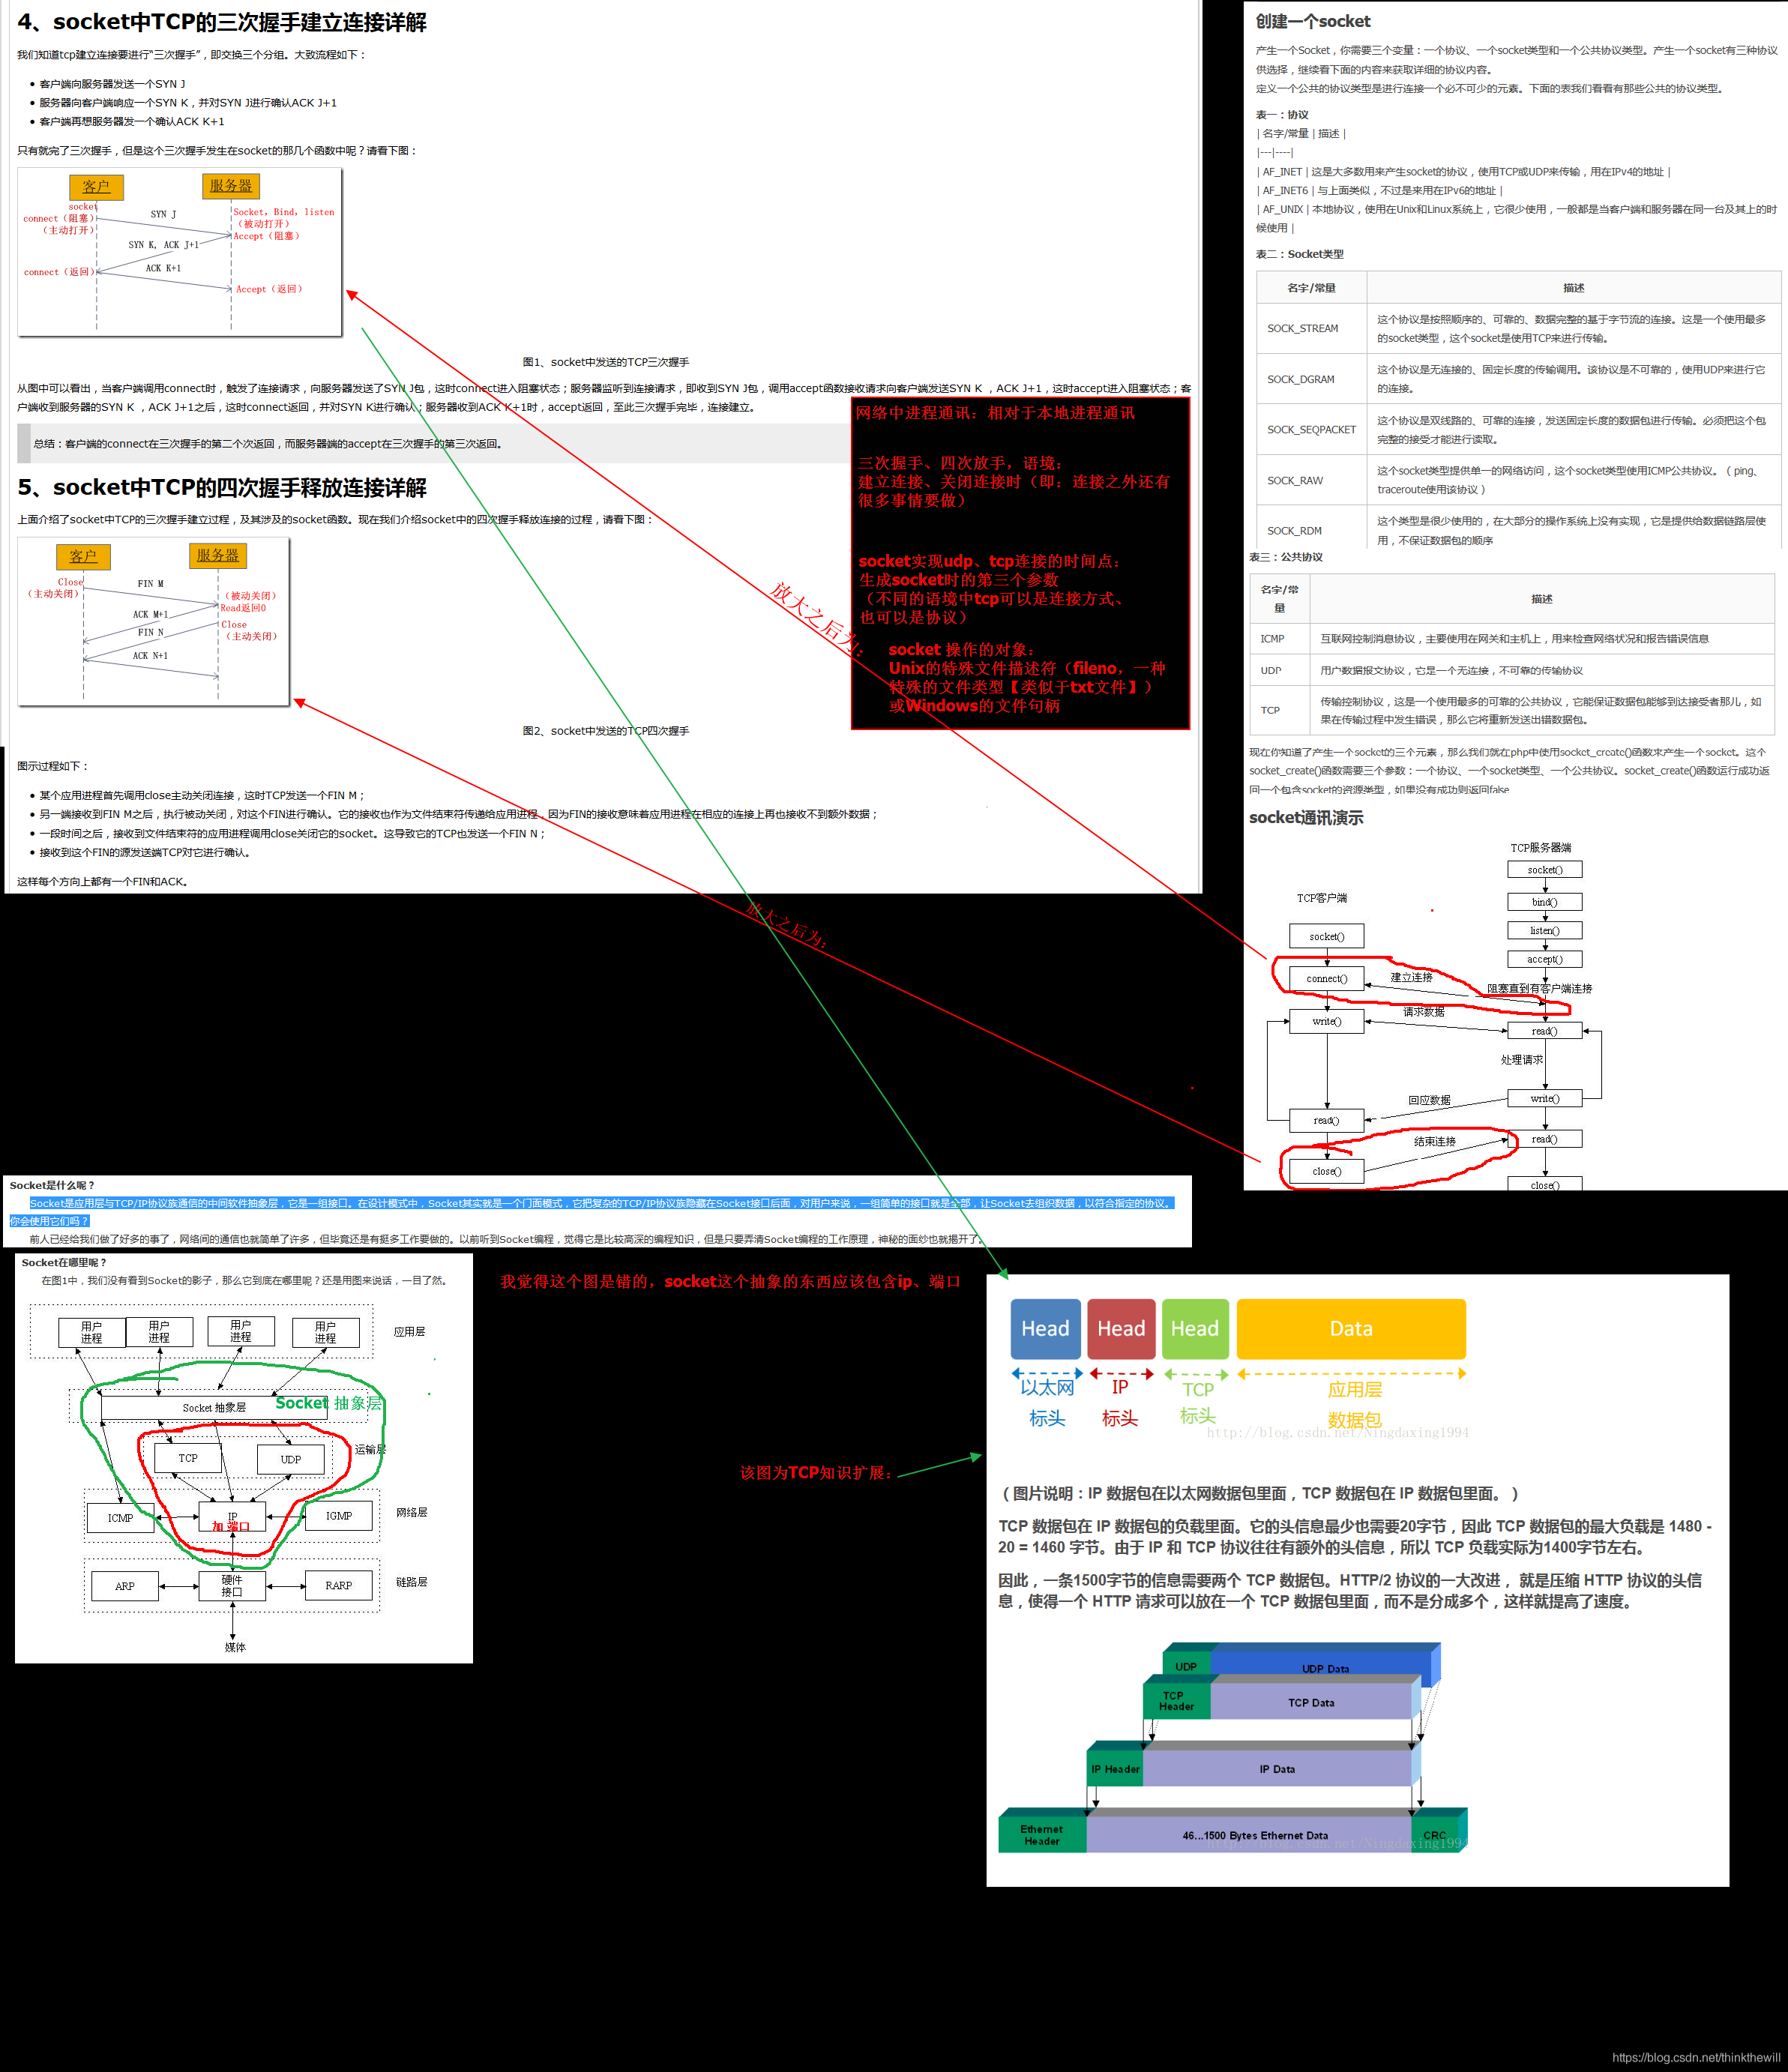 4、socket中TCP的三次握手建立连接详解
我们知道tcp建立连接要进行“三次握手”，即交换三个分组。大致流程如下：
客户端向服务器发送一个SYN J
服务器向客户端响应一个SYN K，并对SYN J进行确认ACK J+1
客户端再想服务器发一个确认ACK K+1
只有就完了三次握手，但是这个三次握手发生在socket的那几个函数中呢？请看下图：
客户
服务器
socket
connect（阻塞）
（主动打开）
SYN J
Socket, Bind, listen
（被动打开）
Accept（阻塞）
SYN K, ACK J+1
connect（返回）
ACK K+1
Accept（返回）
图1、socket中发送的TCP三次握手
从图中可以看出，当客户端调用connect时，触发了连接请求，向服务器发送了SYN J包，这时connect进入阻塞状态；服务器监听到连接请求，即收到SYN J包，调用accept函数接收请求向客户端发送SYN K ，ACK J+1，这时accept进入阻塞状态；客
户端收到服务器的SYN K ，ACK J+1之后，这时connect返回，并对SYN K进行确认；服务器收到ACK K+1时，accept返回，至此三次握手完毕，连接建立。
总结：客户端的connect在三次握手的第二个次返回，而服务器端的accept在三次握手的第三次返回。
5、socket中TCP的四次握手释放连接详解
上面介绍了socket中TCP的三次握手建立过程，及其涉及的socket函数。现在我们介绍socket中的四次握手释放连接的过程，请看下图：
客户
服务器
Close
（主动关闭）
FIN M
（被动关闭）
Read返回0
ACK M+1
Close
（主动关闭）
FIN N
ACK N+1
图2、socket中发送的TCP四次握手
图示过程如下：
某个应用进程首先调用close主动关闭连接，这时TCP发送一个FIN M；
另一端接收到FIN M之后，执行被动关闭，对这个FIN进行确认。它的接收也作为文件结束符传递给应用进程，因为FIN的接收意味着应用进程在相应的连接上再也接收不到额外数据；
一段时间之后，接收到文件结束符的应用进程调用close关闭它的socket。这导致它的TCP也发送一个FIN N；
接收到这个FIN的源发送端TCP对它进行确认。
这样每个方向上都有一个FIN和ACK。
网络中进程通讯：相对于本地进程通讯
三次握手、四次放手，语境：
建立连接、关闭连接时（即：连接之外还有
很多事情要做）
socket实现udp、tcp连接的时间点：
生成socket时的第三个参数
（不同的语境中tcp可以是连接方式、
也可以是协议）
socket 操作的对象：
Unix的特殊文件描述符（fileno，一种
特殊的文件类型【类似于txt文件】）
或Windows的文件句柄
放大之后为：
放大之后为：
创建一个socket
产生一个Socket，你需要三个变量：一个协议、一个socket类型和一个公共协议类型。产生一个socket有三种协议
供选择，继续看下面的内容来获取详细的协议内容。
定义一个公共的协议类型是进行连接一个必不可少的元素。下面的表我们看看有那些公共的协议类型。
表一：协议
| 名字/常量 | 描述 |
|---|----|
| AF_INET | 这是大多数用来产生socket的协议，使用TCP或UDP来传输，用在IPv4的地址 |
| AF_INET6 | 与上面类似，不过是来用在IPv6的地址 |
| AF_UNIX | 本地协议，使用在Unix和Linux系统上，它很少使用，一般都是当客户端和服务器在同一台及其上的时
候使用 |
表二：Socket类型
名字/常量 描述
SOCK_STREAM 这个协议是按照顺序的、可靠的、数据完整的基于字节流的连接。这是一个使用最多
的socket类型，这个socket是使用TCP来进行传输。
SOCK_DGRAM 这个协议是无连接的、固定长度的传输调用。该协议是不可靠的，使用UDP来进行它
的连接。
SOCK_SEQPACKET 这个协议是双线路的、可靠的连接，发送固定长度的数据包进行传输。必须把这个包
完整的接受才能进行读取。
SOCK_RAW 这个socket类型提供单一的网络访问，这个socket类型使用ICMP公共协议。（ping、
traceroute使用该协议）
SOCK_RDM 这个类型是很少使用的，在大部分的操作系统上没有实现，它是提供给数据链路层使
用，不保证数据包的顺序
表三：公共协议
名字/常
量 描述
ICMP 互联网控制消息协议，主要使用在网关和主机上，用来检查网络状况和报告错误信息
UDP 用户数据报文协议，它是一个无连接，不可靠的传输协议
TCP 传输控制协议，这是一个使用最多的可靠的公共协议，它能保证数据包能够到达接受者那儿，如
果在传输过程中发生错误，那么它将重新发送出错数据包。
现在你知道了产生一个socket的三个元素，那么我们就在php中使用socket_create()函数来产生一个socket。这个
socket_create()函数需要三个参数：一个协议、一个socket类型、一个公共协议。socket_create()函数运行成功返
回一个包含socket的资源类型，如果没有成功则返回false
socket通讯演示
TCP服务器端
socket()
bind()
listen()
accept()
TCP客户端
socket()
connect()
建立连接
阻塞直到有客户端连接
write()
请求数据
read()
处理请求
回应数据
write()
read()
结束连接
read()
close()
close()
Socket是什么呢？
Socket是应用层与TCP/IP协议族通信的中间软件抽象层，它是一组接口。在设计模式中，Socket其实就是一个门面模式，它把复杂的TCP/IP协议族隐藏在Socket接口后面，对用户来说，一组简单的接口就是全部，让Socket去组织数据，以符合指定的协议。
你会使用它们吗？
前人已经给我们做了好多的事了，网络间的通信也就简单了许多，但毕竟还是有挺多工作要做的。以前听到Socket编程，觉得它是比较高深的编程知识，但是只要弄清Socket编程的工作原理，神秘的面纱也就揭开了。
Socket在哪里呢？
在图1中，我们没有看到Socket的影子，那么它到底在哪里呢？还是用图来说话，一目了然。
用户
进程
用户
进程
用户
进程
用户
进程
应用层
Socket 抽象层
Socket 抽象层
TCP
UDP
运输层
ICMP
IP
加 端口
IGMP
网络层
ARP
硬件
接口
RARP
链路层
媒体
我觉得这个图是错的，socket这个抽象的东西应该包含ip、端口
该图为TCP知识扩展：
Head Head Head Data
以太网
标头
IP
标头
TCP
标头
应用层
数据包
http://blog.csdn.net/Ningdaxing1994
（图片说明：IP 数据包在以太网数据包里面，TCP 数据包在 IP 数据包里面。）
TCP 数据包在 IP 数据包的负载里面。它的头信息最少也需要20字节，因此 TCP 数据包的最大负载是 1480 -
20 = 1460 字节。由于 IP 和 TCP 协议往往有额外的头信息，所以 TCP 负载实际为1400字节左右。
因此，一条1500字节的信息需要两个 TCP 数据包。HTTP/2 协议的一大改进， 就是压缩 HTTP 协议的头信
息，使得一个 HTTP 请求可以放在一个 TCP 数据包里面，而不是分成多个，这样就提高了速度。
UDP
UDP Data
TCP
Header
TCP Data
IP Header
IP Data
Ethernet
Header
46...1500 Bytes Ethernet Data
CRC
http://blog.csdn.net/Ningdaxing1994
https://blog.csdn.net/thinkthewill